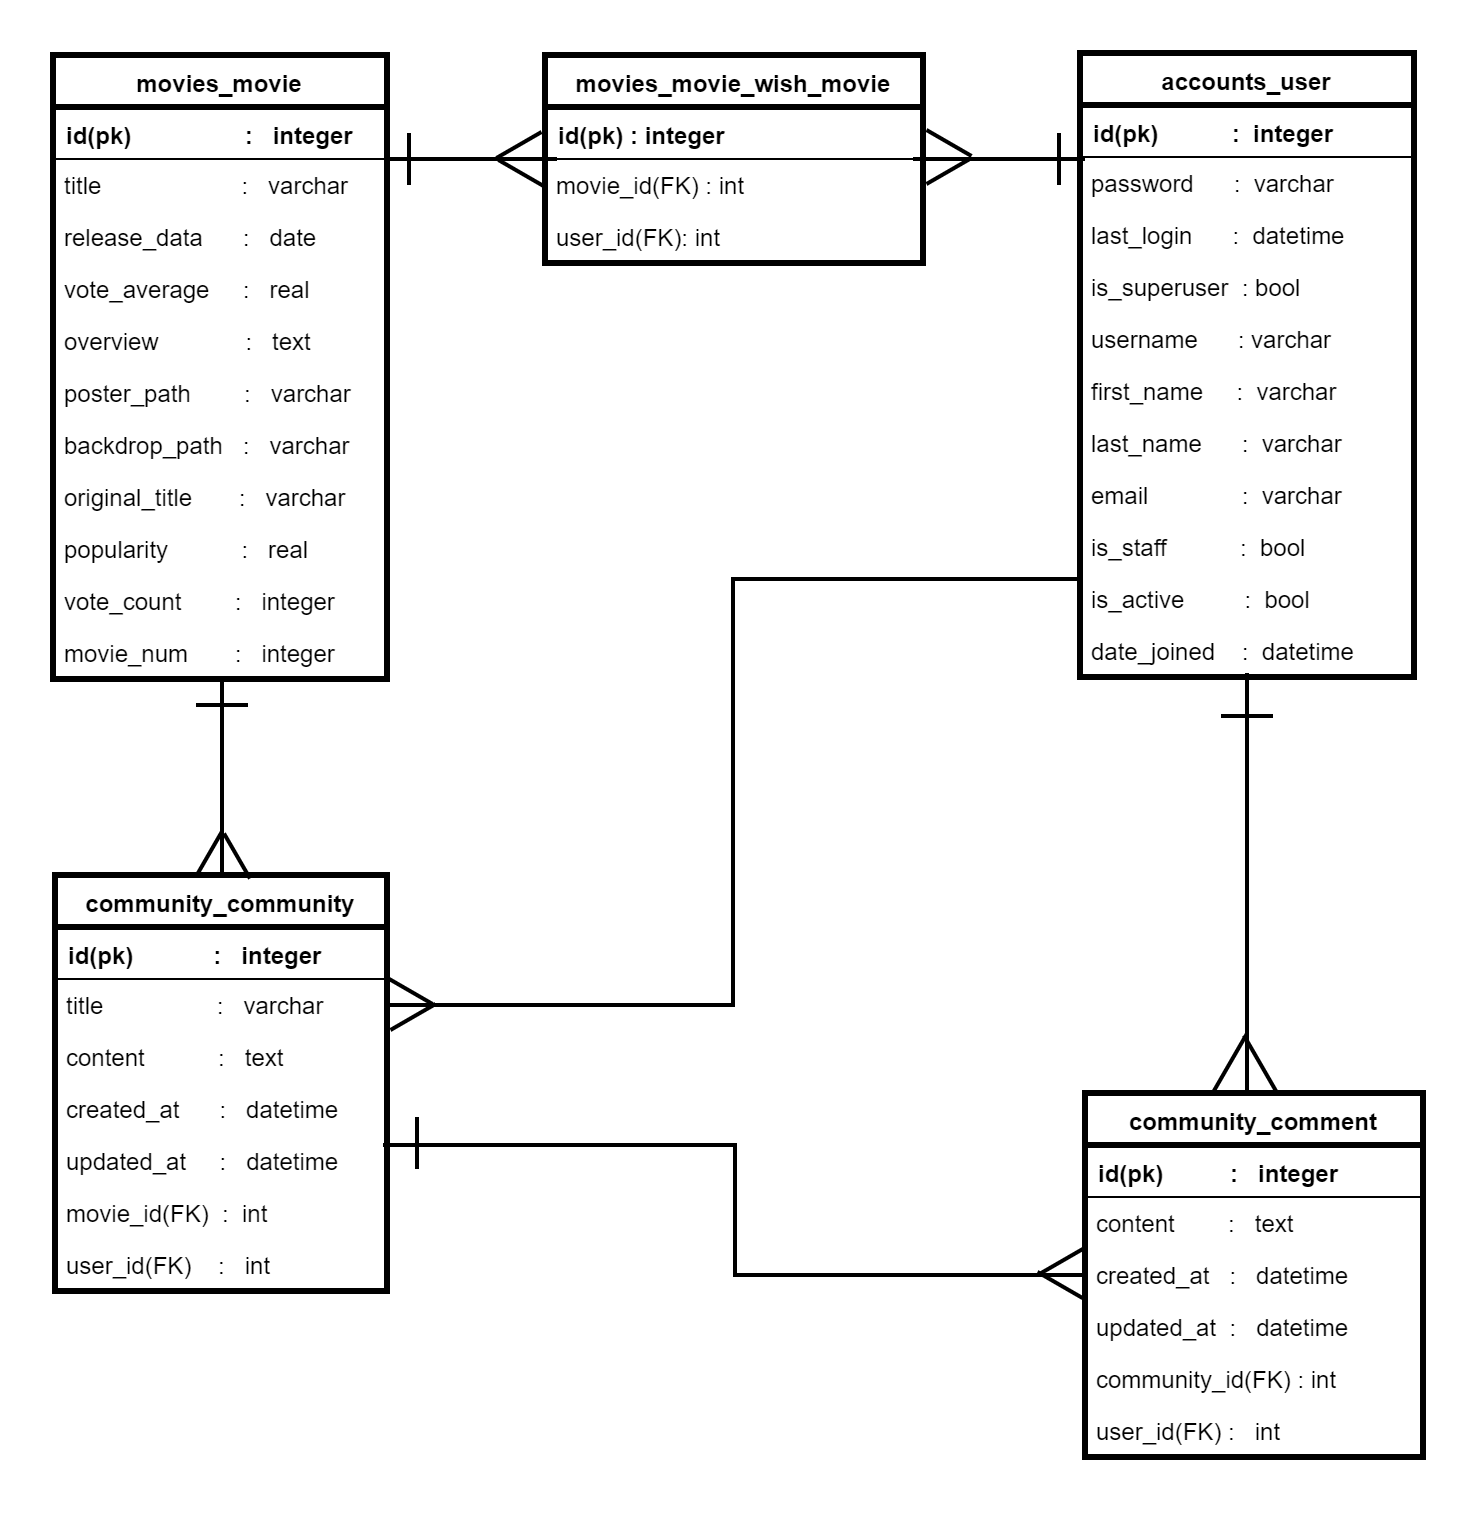 movies_movie
id(pk) : integer
title : varchar
release_data : date
vote_average : real
overview : text
poster_path : varchar
backdrop_path : varchar
original_title : varchar
popularity : real
vote_count : integer
movie_num : integer
movies_movie_wish_movie
id(pk) : integer
movie_id(FK) : int
user_id(FK): int
accounts_user
id(pk) : integer
password : varchar
last_login : datetime
is_superuser : bool
username : varchar
first_name : varchar
last_name : varchar
email : varchar
is_staff : bool
is_active : bool
date_joined : datetime
community_community
id(pk) : integer
title : varchar
content : text
created_at : datetime
updated_at : datetime
movie_id(FK) : int
user_id(FK) : int
community_comment
id(pk) : integer
content : text
created_at : datetime
updated_at : datetime
community_id(FK) : int
user_id(FK) : int